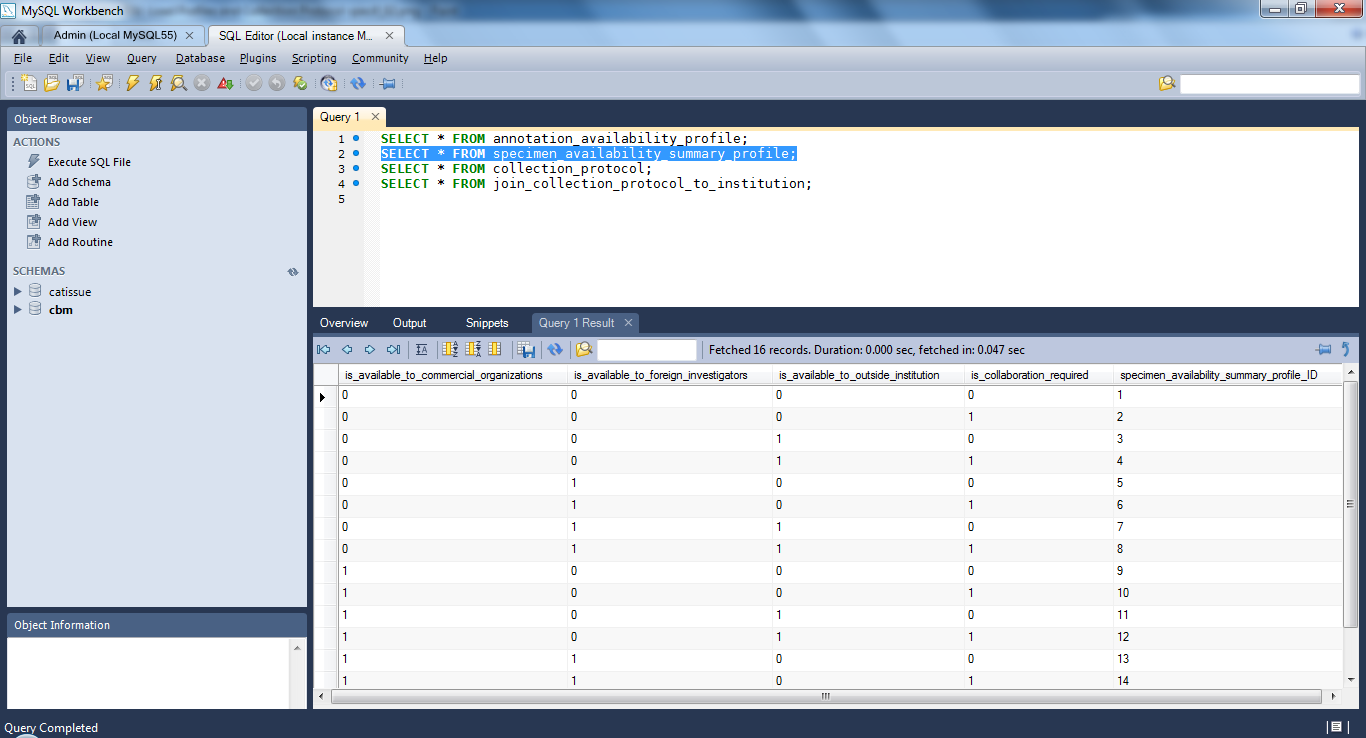 MySQL Workbench
Admin (Local MySQL55)
SQL Editor (Local instance M...
File Edit View Query Database Plugins Scripting Community Help
Object Browser
ACTIONS
Execute SQL File
Add Schema
Add Table
Add View
Add Routine
SCHEMAS
catissue
cbm
Object Information
Query 1
1 SELECT * FROM annotation_availability_profile;
2 SELECT * FROM specimen_availability_summary_profile;
3 SELECT * FROM collection_protocol;
4 SELECT * FROM join_collection_protocol_to_institution;
5
Overview Output Snippets Query 1 Result
Fetched 16 records. Duration: 0.000 sec, fetched in: 0.047 sec
is_available_to_commercial_organizations is_available_to_foreign_investigators is_available_to_outside_institution is_collaboration_required specimen_availability_summary_profile_ID
0 0 0 0 1
0 0 0 1 2
0 0 1 0 3
0 0 1 1 4
0 1 0 0 5
0 1 0 1 6
0 1 1 0 7
0 1 1 1 8
1 0 0 0 9
1 0 0 1 10
1 0 1 0 11
1 0 1 1 12
1 1 0 0 13
1 1 0 1 14
Query Completed